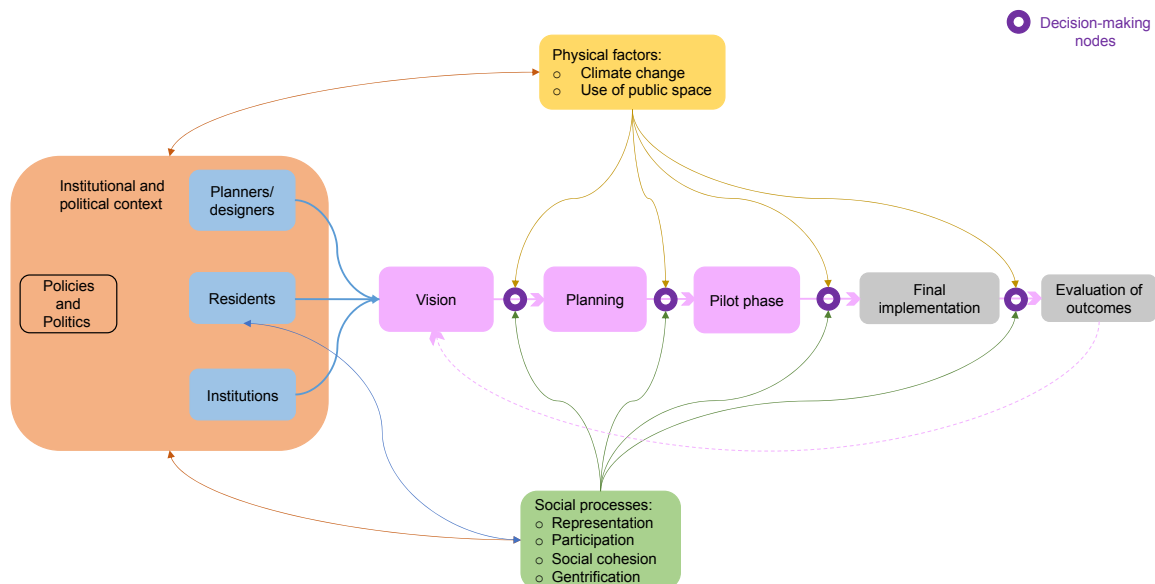 Decision-making
nodes
Physical factors:
o Climate change
o Use of public space
Institutional and
political context
Planners/
designers
Policies
and
Politics
Residents
Institutions
Vision
Planning
Pilot phase
Final
implementation
Evaluation of
outcomes
Social processes:
o Representation
o Participation
o Social cohesion
o Gentrification